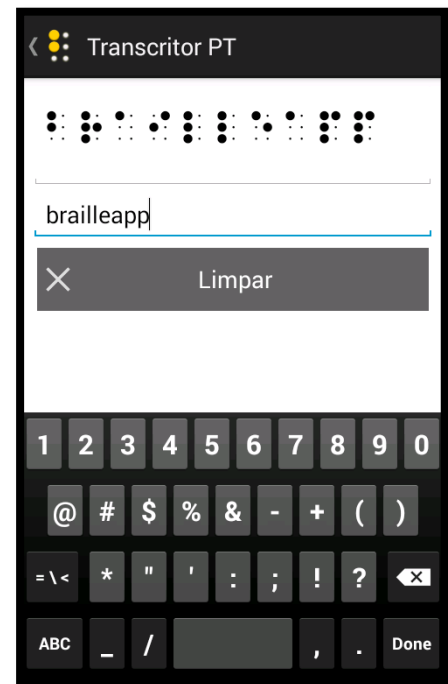 Transcritor PT
⠃⠗⠁⠊⠇⠇⠑⠁⠏⠏
brailleapp
Limpar
1 2 3 4 5 6 7 8 9 0
@ # $ % & - + ( )
= \ < * " ' : ; ! ?
ABC _ / , . Done